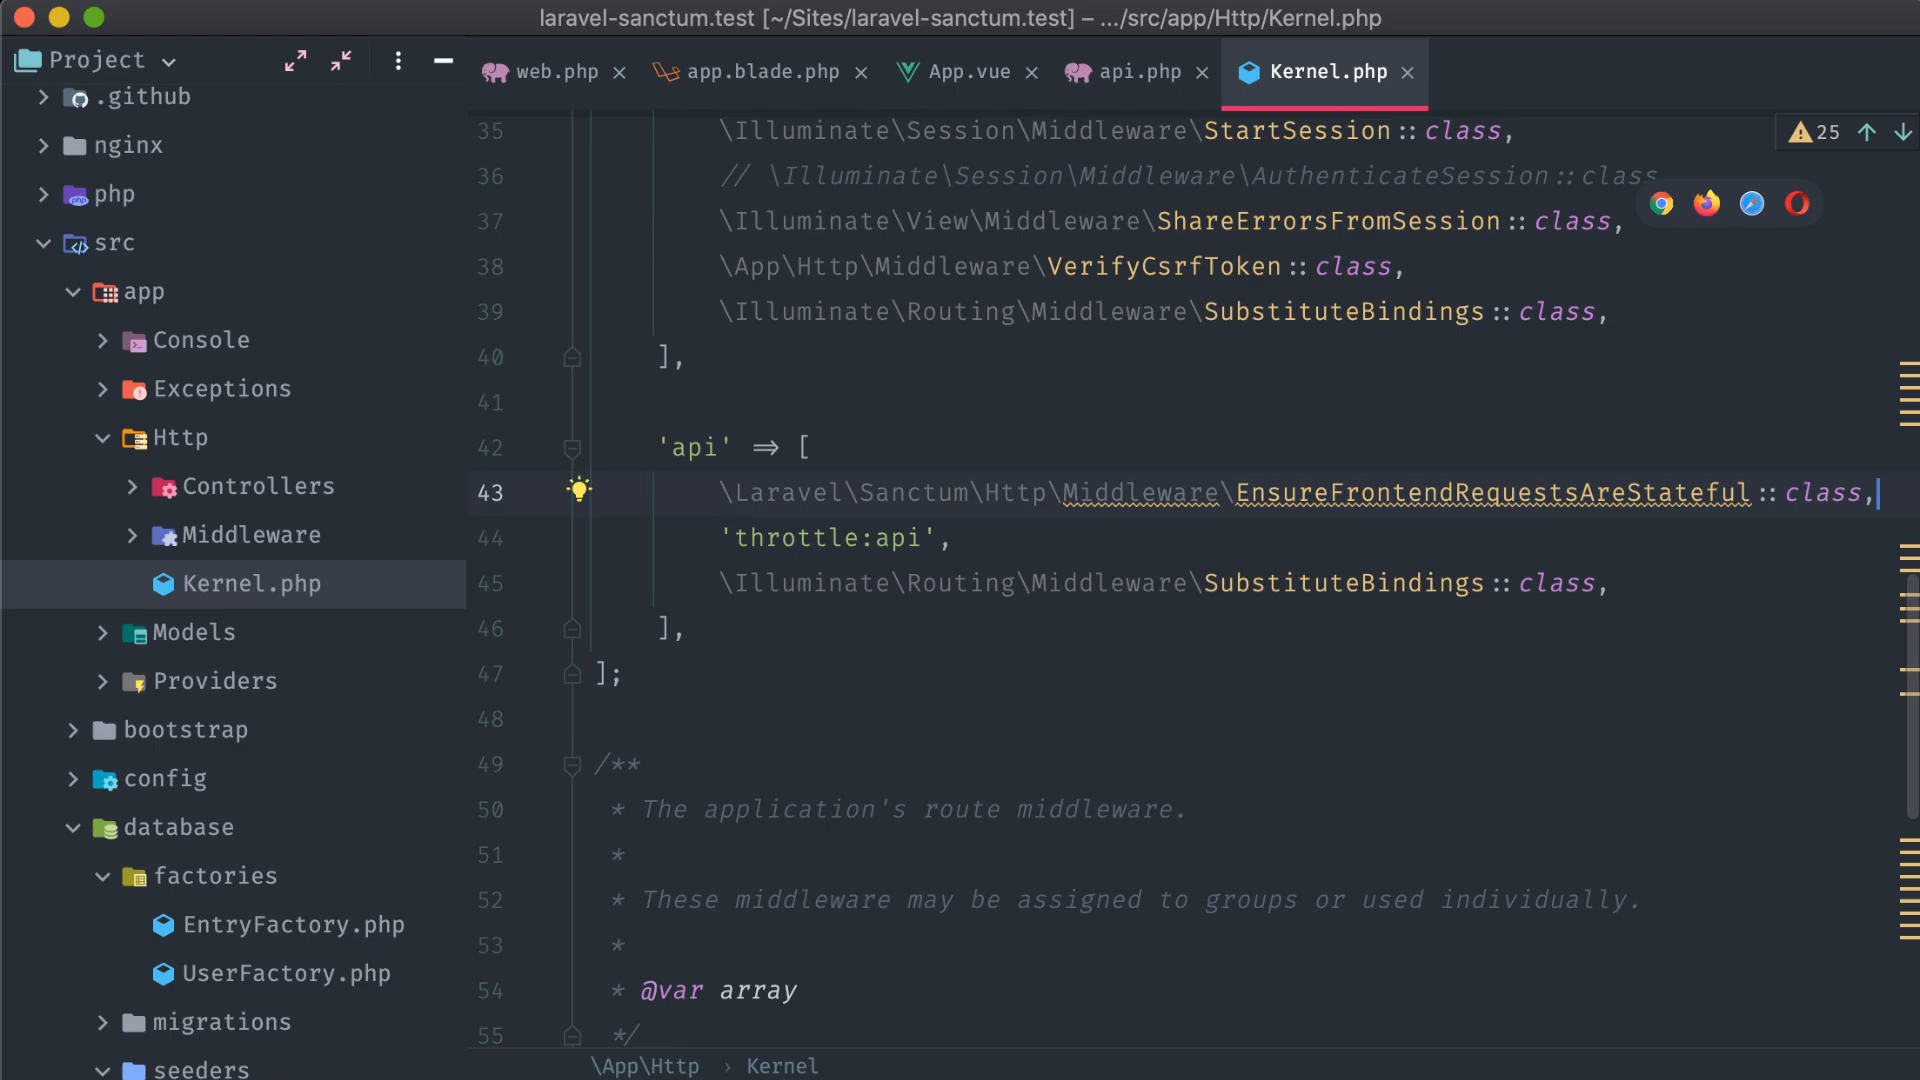 laravel-sanctum.test [~/Sites/laravel-sanctum.test] – .../src/app/Http/Kernel.php
Project
web.php
app.blade.php
App.vue
api.php
Kernel.php
.github
nginx
php
src
app
Console
Exceptions
Http
Controllers
Middleware
Kernel.php
Models
Providers
bootstrap
config
database
factories
EntryFactory.php
UserFactory.php
migrations
seeders
25
35 \Illuminate\Session\Middleware\StartSession::class,
36 // \Illuminate\Session\Middleware\AuthenticateSession::class
37 \Illuminate\View\Middleware\ShareErrorsFromSession::class,
38 \App\Http\Middleware\VerifyCsrfToken::class,
39 \Illuminate\Routing\Middleware\SubstituteBindings::class,
40 ],
41
42 'api' => [
43 \Laravel\Sanctum\Http\Middleware\EnsureFrontendRequestsAreStateful::class,
44 'throttle:api',
45 \Illuminate\Routing\Middleware\SubstituteBindings::class,
46 ],
47 ];
48
49 /**
50 * The application's route middleware.
51 *
52 * These middleware may be assigned to groups or used individually.
53 *
54 * @var array
55 */
\App\Http › Kernel